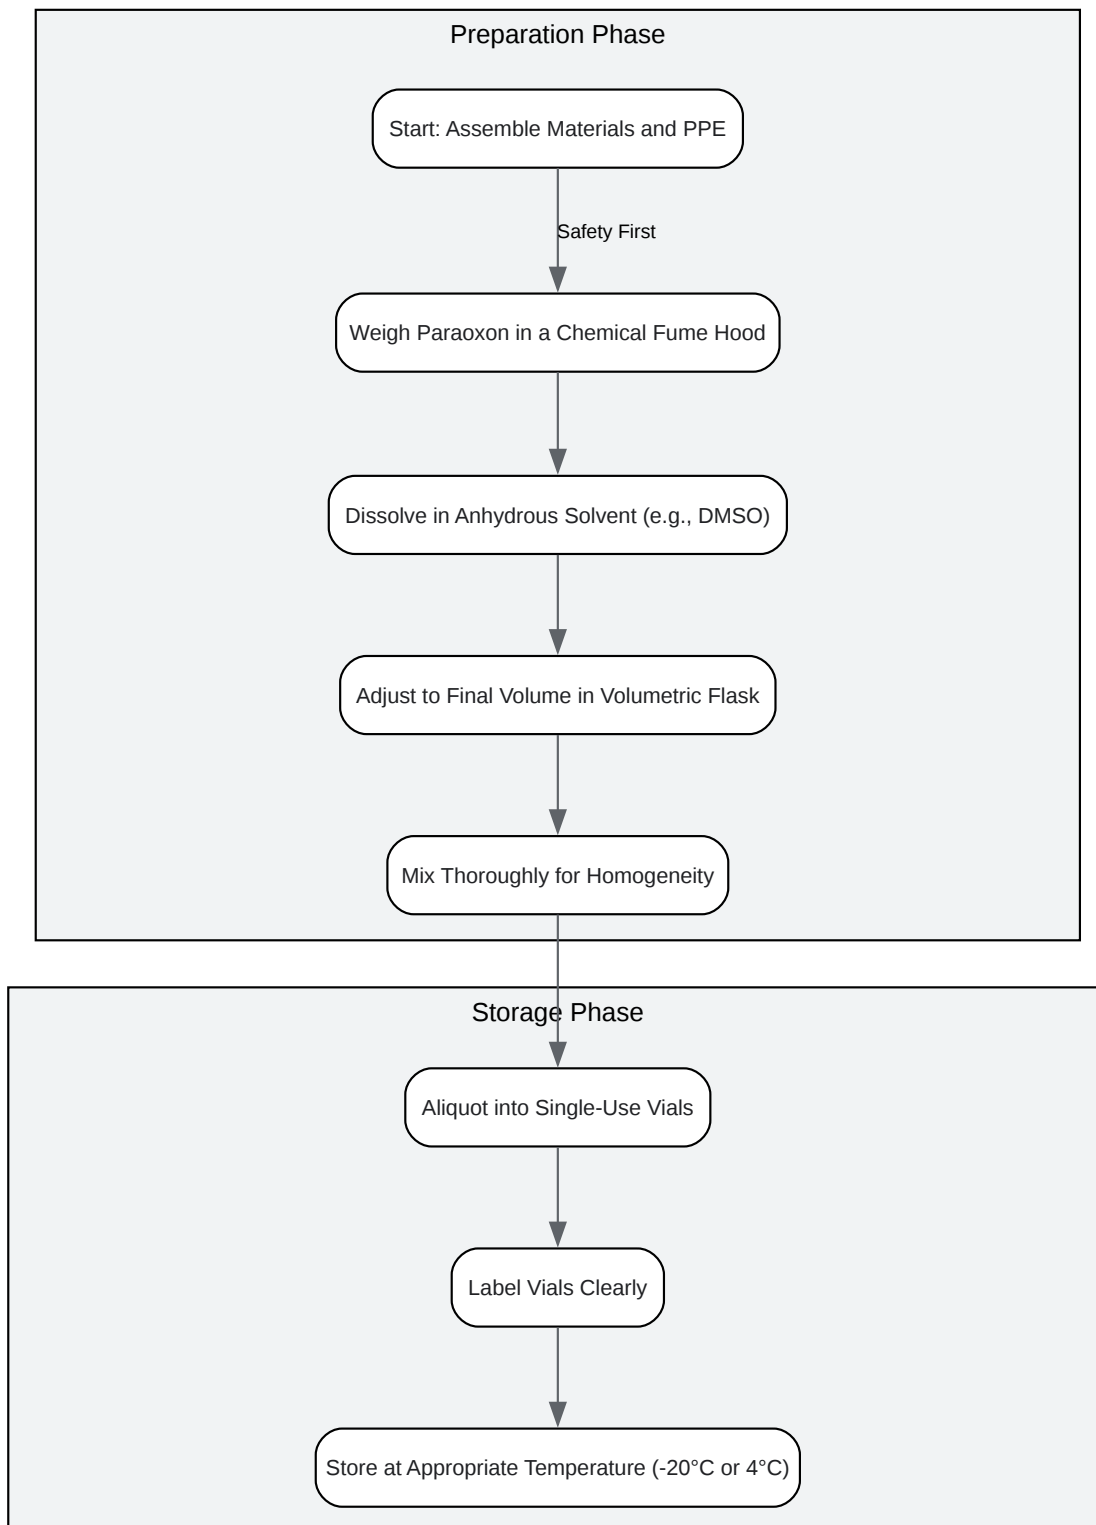 Preparation Phase
Start: Assemble Materials and PPE
Safety First
Weigh Paraoxon in a Chemical Fume Hood
Dissolve in Anhydrous Solvent (e.g., DMSO)
Adjust to Final Volume in Volumetric Flask
Mix Thoroughly for Homogeneity
Storage Phase
Aliquot into Single-Use Vials
Label Vials Clearly
Store at Appropriate Temperature (-20°C or 4°C)